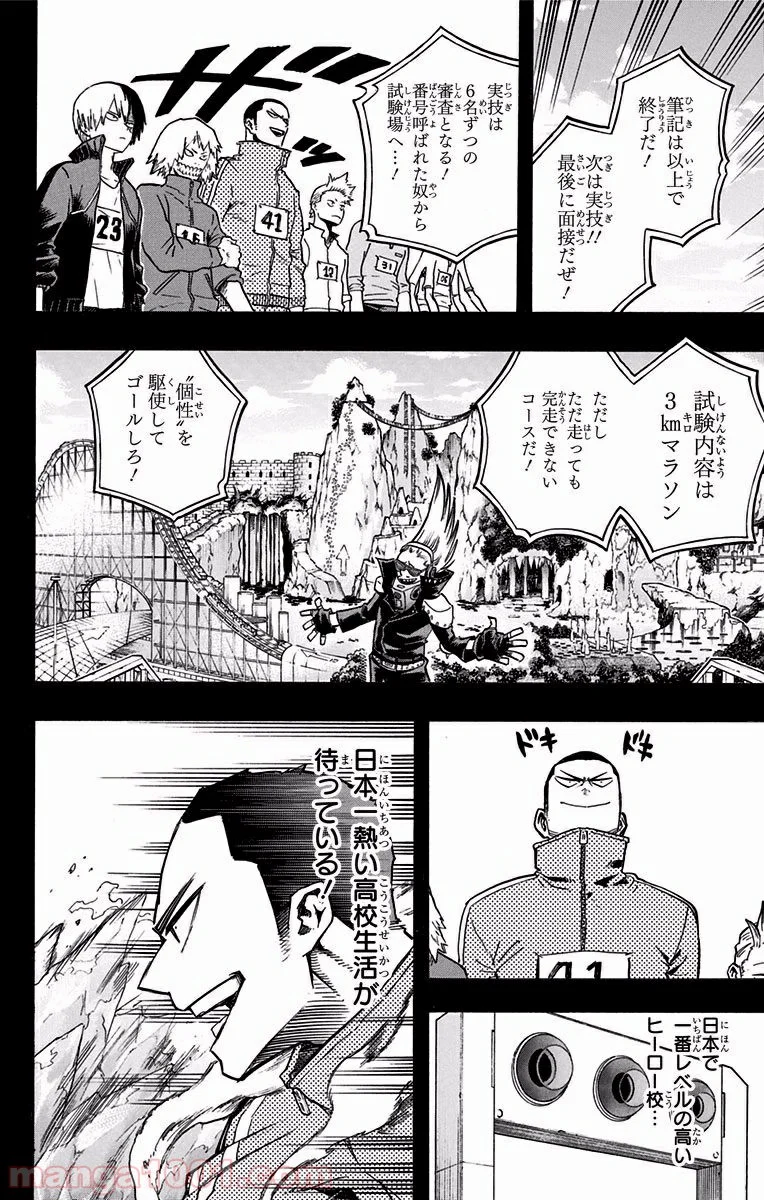 筆記は以上で
終了だ！
次は実技！！
最後に面接だぜ！
実技は
６名ずつの
審査となる！
番号呼ばれた奴から
試験場へ…！
23
15
41
12
31
試験内容は
３kmマラソン
ただし
ただ走っても
完走できない
コースだ！
〝個性〟を
駆使して
ゴールしろ！
ドキ
ドキ
41
日本で
一番レベルの高い
ヒーロー校…
日本一熱い高校生活が
待っている！
manga1001.com